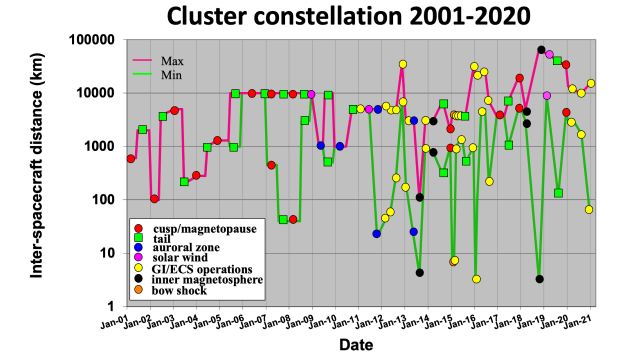 Cluster constellation 2001-2020
Inter-spacecraft distance (km)
100000
10000
1000
100
10
1
Max
Min
cusp/magnetopause
tail
auroral zone
solar wind
GI/ECS operations
inner magnetosphere
bow shock
Jan-01 Jan-02 Jan-03 Jan-04 Jan-05 Jan-06 Jan-07 Jan-08 Jan-09 Jan-10 Jan-11 Jan-12 Jan-13 Jan-14 Jan-15 Jan-16 Jan-17 Jan-18 Jan-19 Jan-20 Jan-21
Date